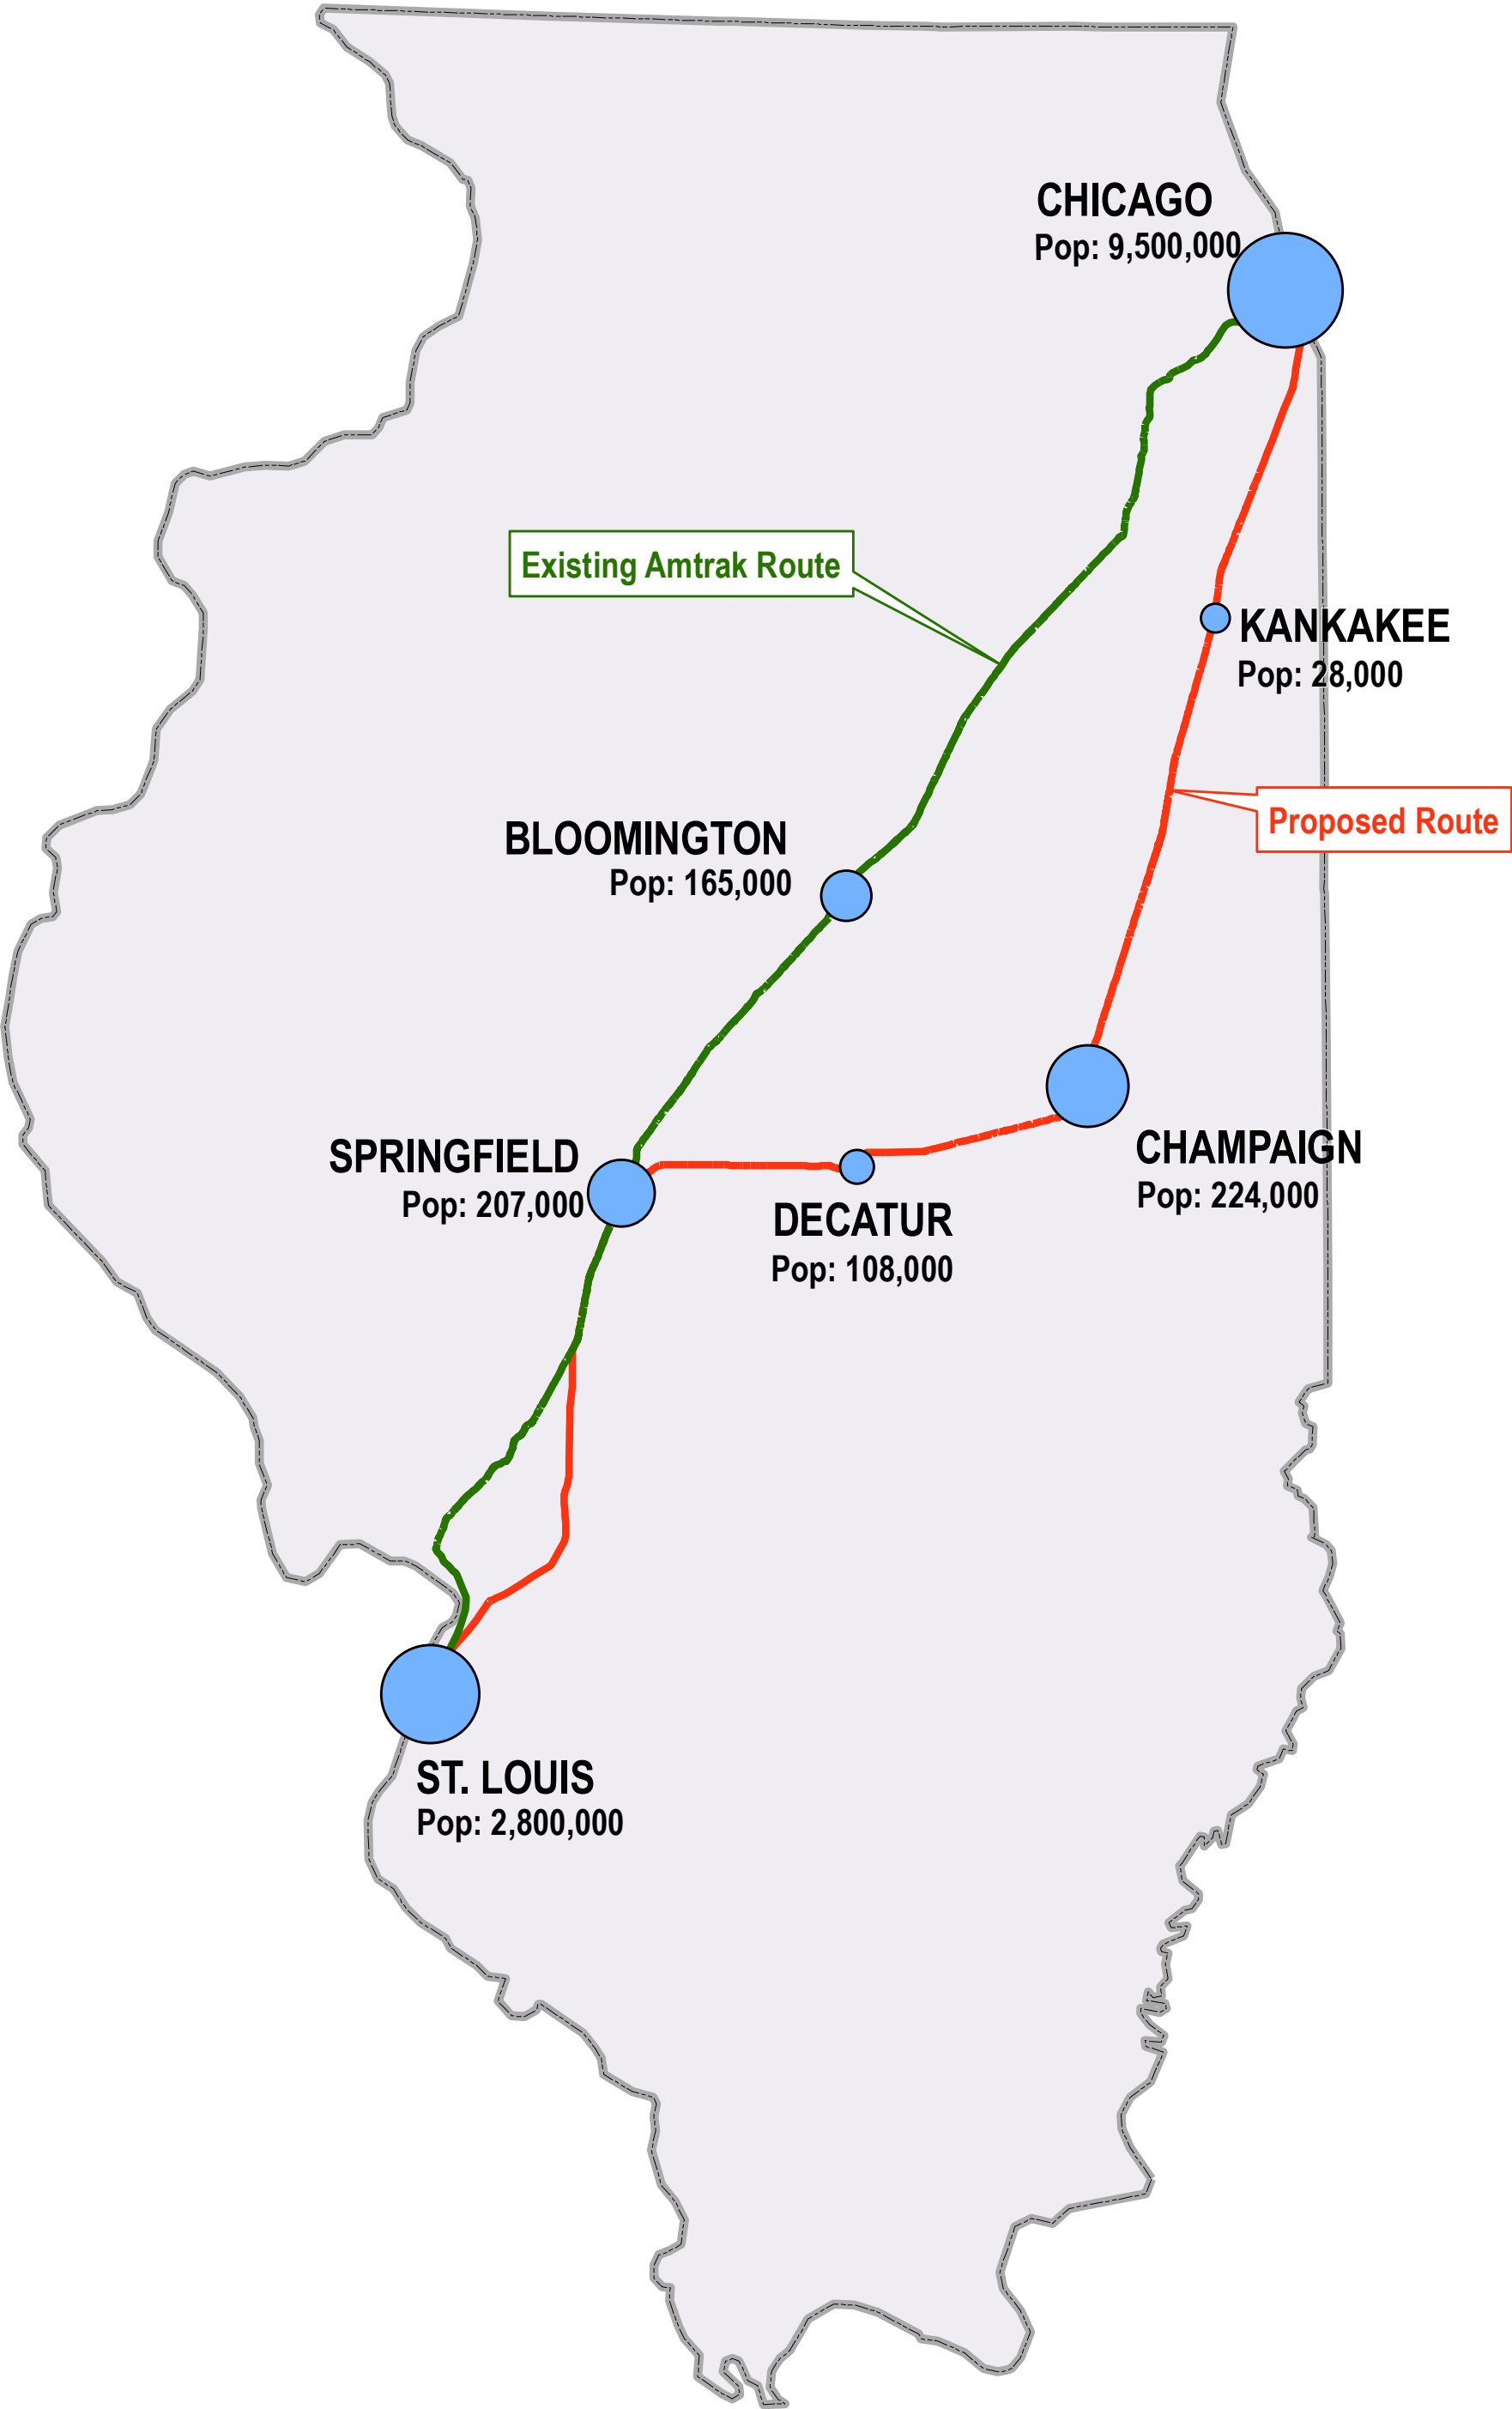 CHICAGO
Pop: 9,500,000
Existing Amtrak Route
KANKAKEE
Pop: 28,000
Proposed Route
BLOOMINGTON
Pop: 165,000
SPRINGFIELD
Pop: 207,000
CHAMPAIGN
Pop: 224,000
DECATUR
Pop: 108,000
ST. LOUIS
Pop: 2,800,000